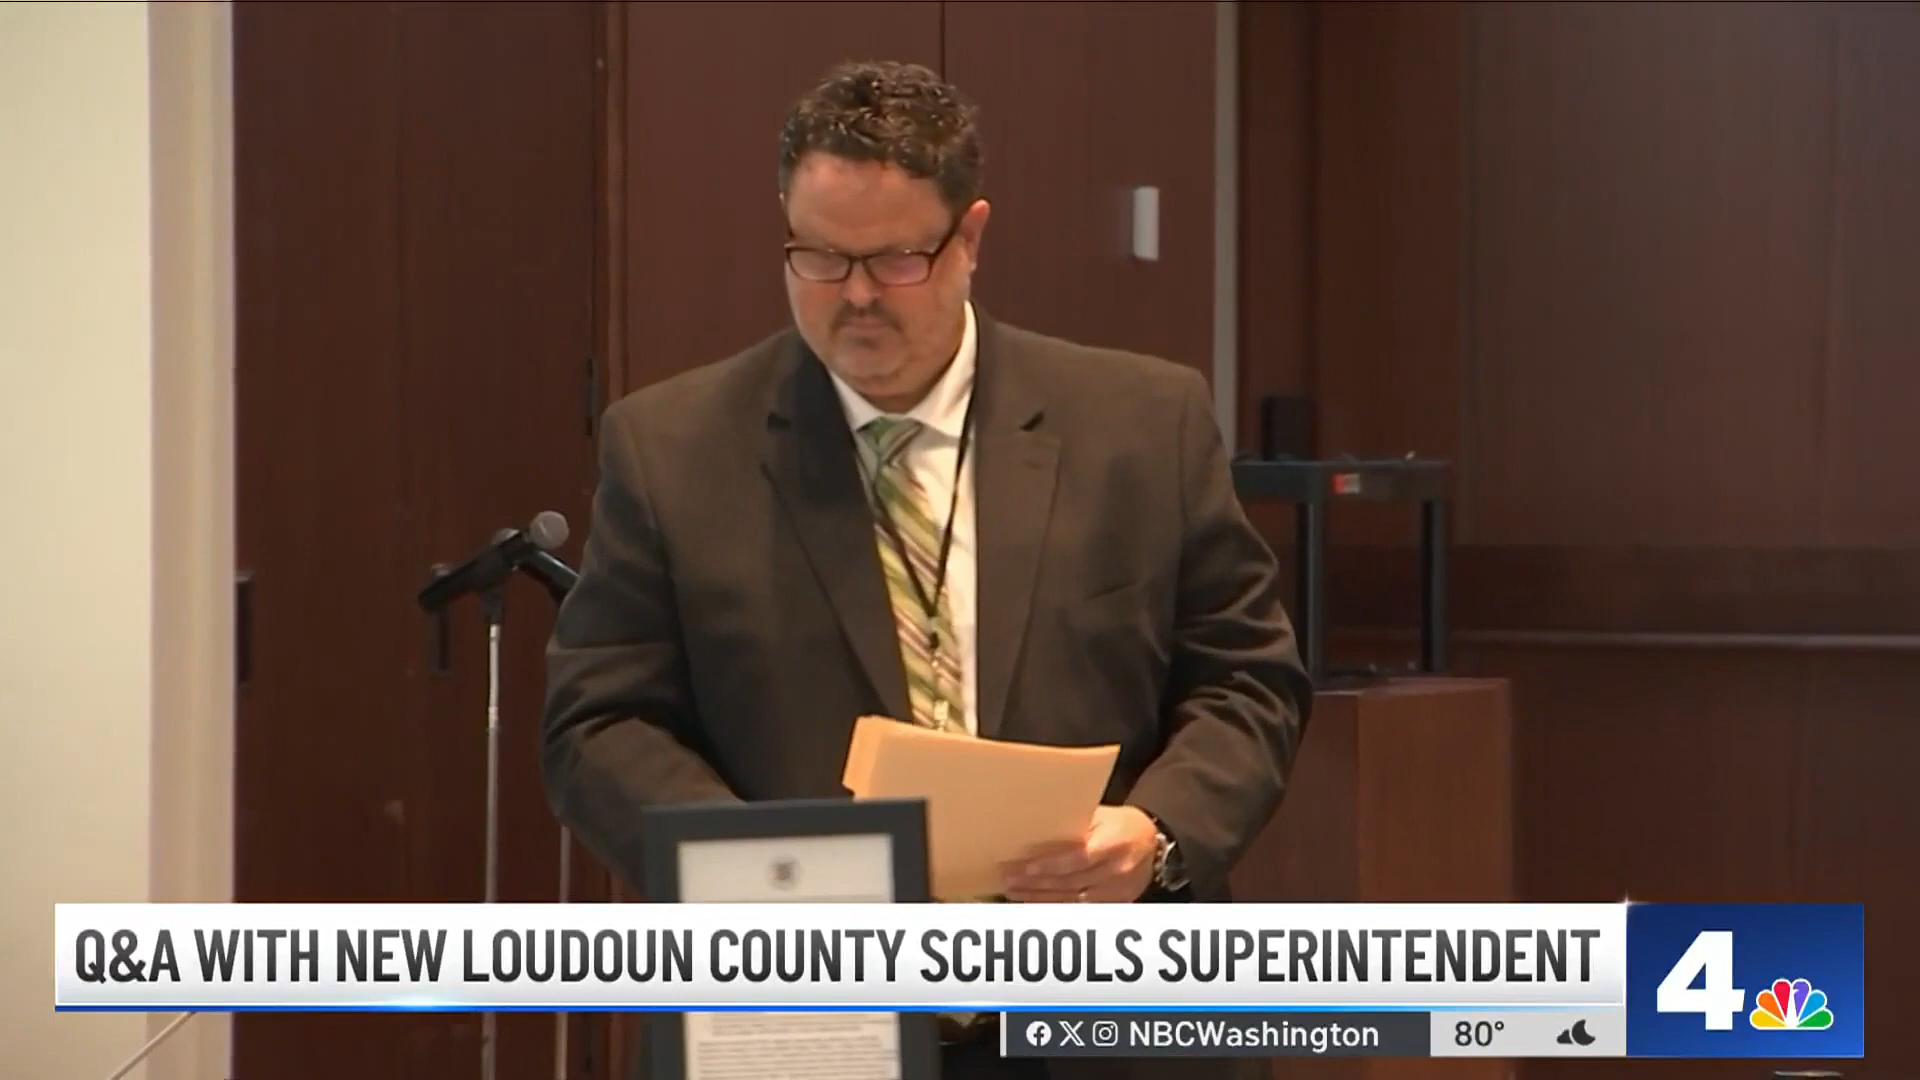 Q&A WITH NEW LOUDOUN COUNTY SCHOOLS SUPERINTENDENT
4
NBCWashington
80°